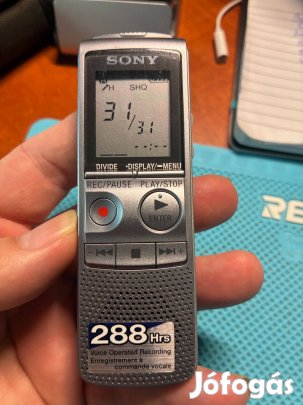 SONY
H SHQ
31/31
--:--
DIVIDE •DISPLAY/–MENU
REC/PAUSE PLAY/STOP
ENTER
288 Hrs
Voice Operated Recording
Enregistrement à
commande vocale
RE
Jófogás